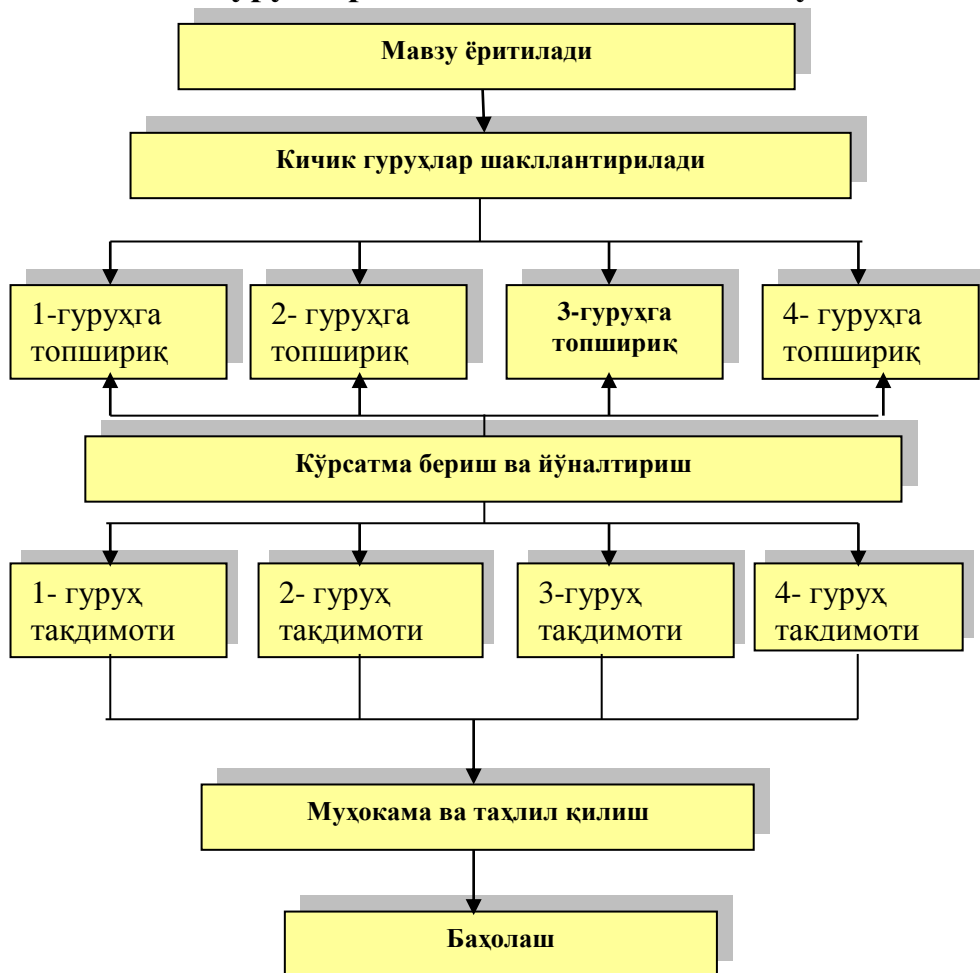 Мавзу ёритилади
Кичик гуруҳлар шакллантирилади
1-гуруҳга
топшириқ
2- гуруҳга
топшириқ
3-гуруҳга
топшириқ
4- гуруҳга
топшириқ
Кўрсатма бериш ва йўналтириш
1- гуруҳ
тақдимоти
2- гуруҳ
тақдимоти
3-гуруҳ
тақдимоти
4- гуруҳ
тақдимоти
Муҳокама ва таҳлил қилиш
Баҳолаш